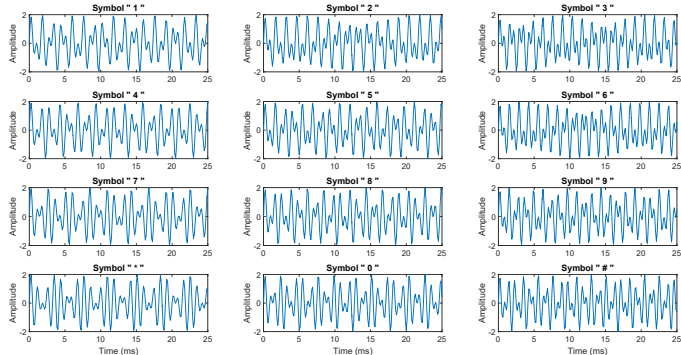 Symbol " 1 "
Amplitude
2
0
-2
0 5 10 15 20 25
Symbol " 2 "
Amplitude
2
0
-2
0 5 10 15 20 25
Symbol " 3 "
Amplitude
2
0
-2
0 5 10 15 20 25
Symbol " 4 "
Amplitude
2
0
-2
0 5 10 15 20 25
Symbol " 5 "
Amplitude
2
0
-2
0 5 10 15 20 25
Symbol " 6 "
Amplitude
2
0
-2
0 5 10 15 20 25
Symbol " 7 "
Amplitude
2
0
-2
0 5 10 15 20 25
Symbol " 8 "
Amplitude
2
0
-2
0 5 10 15 20 25
Symbol " 9 "
Amplitude
2
0
-2
0 5 10 15 20 25
Symbol " * "
Amplitude
2
0
-2
0 5 10 15 20 25
Time (ms)
Symbol " 0 "
Amplitude
2
0
-2
0 5 10 15 20 25
Time (ms)
Symbol " # "
Amplitude
2
0
-2
0 5 10 15 20 25
Time (ms)